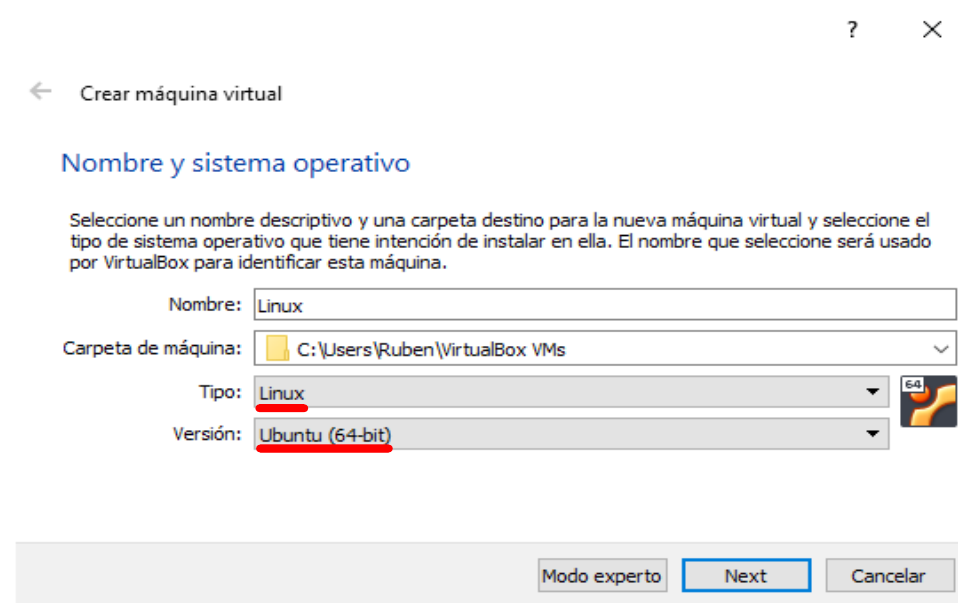 ?
Crear máquina virtual
Nombre y sistema operativo
Seleccione un nombre descriptivo y una carpeta destino para la nueva máquina virtual y seleccione el
tipo de sistema operativo que tiene intención de instalar en ella. El nombre que seleccione será usado
por VirtualBox para identificar esta máquina.
Nombre: Linux
Carpeta de máquina: C:\Users\Ruben\VirtualBox VMs
Tipo: Linux
64
Versión: Ubuntu (64-bit)
Modo experto Next Cancelar